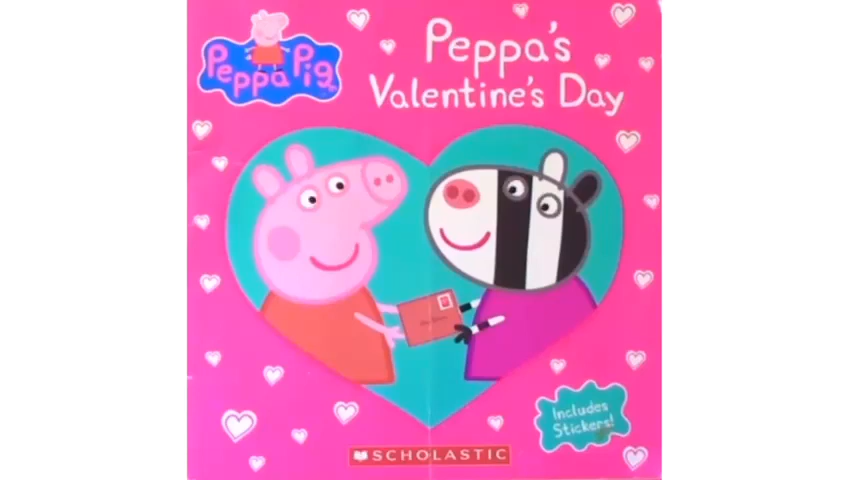 Peppa Pig
Peppa's
Valentine's Day
Includes
Stickers!
SCHOLASTIC